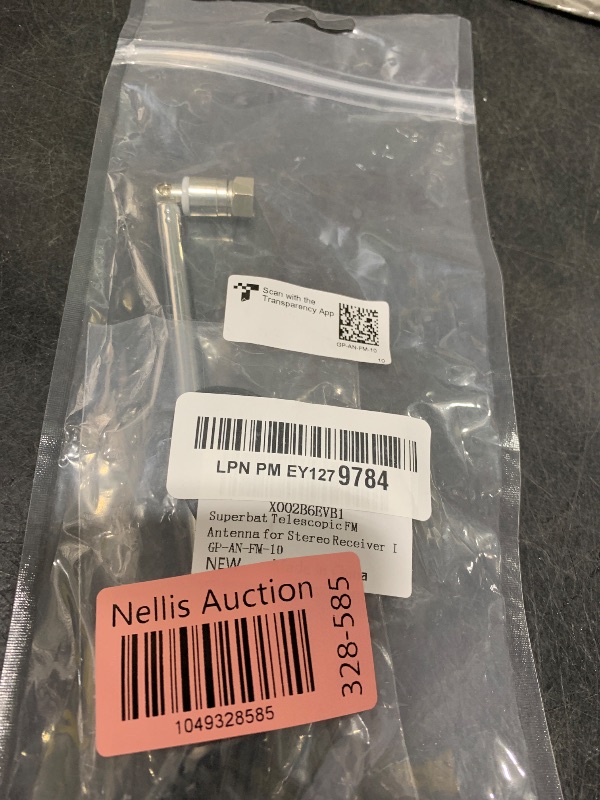 Scan with the
Transparency App
GP-AN-FM-10
10
LPN PM EY127 9784
X002B6EVB1
Superbat Telescopic FM
Antenna for Stereo Receiver I
GP-AN-FM-10
NEW
a
Nellis Auction
1049328585
328-585